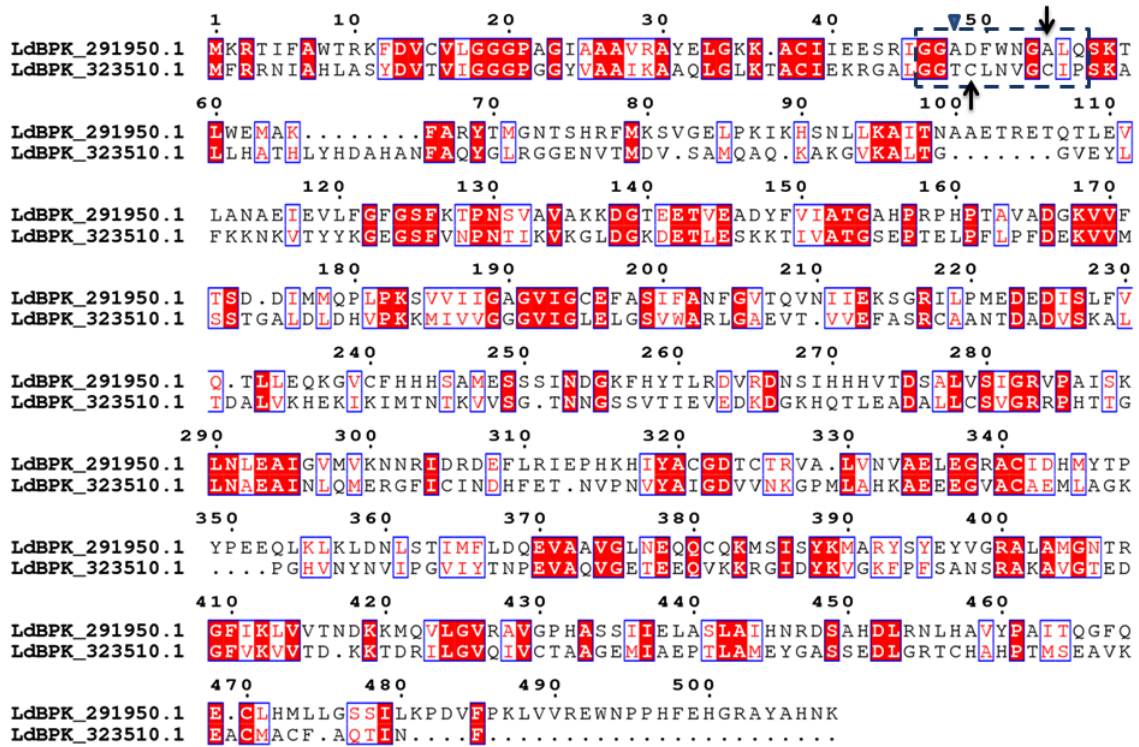 1 10 20 30 40 50
LdBPK_291950.1 MKRTIFAWTRKFDVCVLGGGPAGIAAAVRAYELGKK.ACIIEESRIGGADFWNGALQSKT
LdBPK_323510.1 MFRRNIAHLASYDVTVIGGGPGGYVAAIKAAQLGLKTACIEKRGALGGTCLNVGCIPSKA
60 70 80 90 100 110
LdBPK_291950.1 LWEMAK........FARYTMGNTSHRFMKSVGELPKIKHSNLLKAITNAAETRETQTLEV
LdBPK_323510.1 LLHATHLYHDAHANFAQYGLRGGENVTMDV.SAMQAQ.KAKGVKALTG.......GVEYL
120 130 140 150 160 170
LdBPK_291950.1 LANAEIEVLFGFGSFKTPNSVAVAKKDGTEETVEADYFVIATGAHPRPHPTAVADGKVVF
LdBPK_323510.1 FKKNKVTYYKGEGSFVNPNTIKVKGLDGKDETLESKKTIVATGSEPTELPFLPFDEKVVM
180 190 200 210 220 230
LdBPK_291950.1 TSD.DIMMQPLPKSVVIIGAGVIGCEFASIFANFGVTQVNIIEKSGRILPMEDEDISLFV
LdBPK_323510.1 SSTGALDLDHVPKKMIVVGGGVIGLELGSVWARLGAEVT.VVEFASRCAANTDADVSKAL
240 250 260 270 280
LdBPK_291950.1 Q.TLLEQKGVCFHHHSAMESSSINDGKFHYTLRDVRDNSIHHHVTDSALVSIGRVPAISK
LdBPK_323510.1 TDALVKHEKIKIMTNTKVVSG.TNNGSSVTIEVEDKDGKHQTLEADALLCSVGRRPHTTG
290 300 310 320 330 340
LdBPK_291950.1 LNLEAIGVMVKNNRIDRDEFLRIEPHKHIYACGDTCTRVA.LVNVAELEGRACIDHMYTP
LdBPK_323510.1 LNAEAINLQMERGFICINDHFET.NVPNVYAIGDVVNKGPMLAHKAEEEGVACAEMLAGK
350 360 370 380 390 400
LdBPK_291950.1 YPEEQLKLKLDNLSTIMFLDQEVAAVGLNEQQCQKMSISYKMARYSYEYVGRALAMGNTR
LdBPK_323510.1 ....PGHVNYNVIPGVIYTNPEVAQVGETEEQVKKRGIDYKVGKFPFSANSRAKAVGTED
410 420 430 440 450 460
LdBPK_291950.1 GFIKLVVTNDKKMQVLGVRAVGPHASSIIELASLAIHNRDSAHDLRNLHAVYPAITQGFQ
LdBPK_323510.1 GFVKVVTD.KKTDRILGVQIVCTAAGEMIAEPTLAMEYGASSEDLGRTCHAHPTMSEAVK
470 480 490 500
LdBPK_291950.1 E.CLHMLLGSSILKPDVFPKLVVREWNPPHFEHGRAYAHNK
LdBPK_323510.1 EACMACF.AQTIN....F.......................